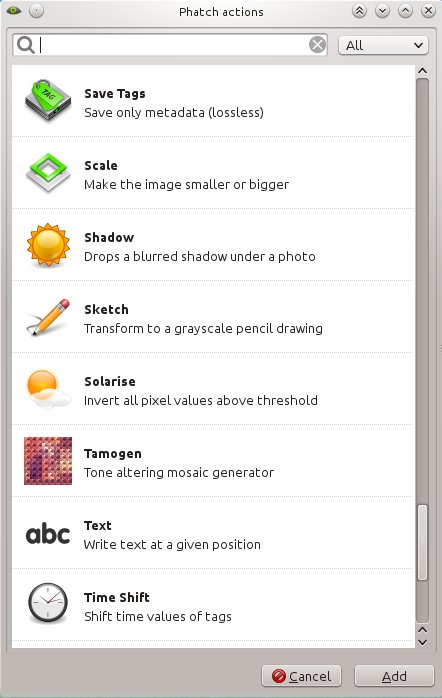 Phatch actions
All
TAG
Save Tags
Save only metadata (lossless)
Scale
Make the image smaller or bigger
Shadow
Drops a blurred shadow under a photo
Sketch
Transform to a grayscale pencil drawing
Solarise
Invert all pixel values above threshold
Tamogen
Tone altering mosaic generator
abc
Text
Write text at a given position
Time Shift
Shift time values of tags
Cancel
Add